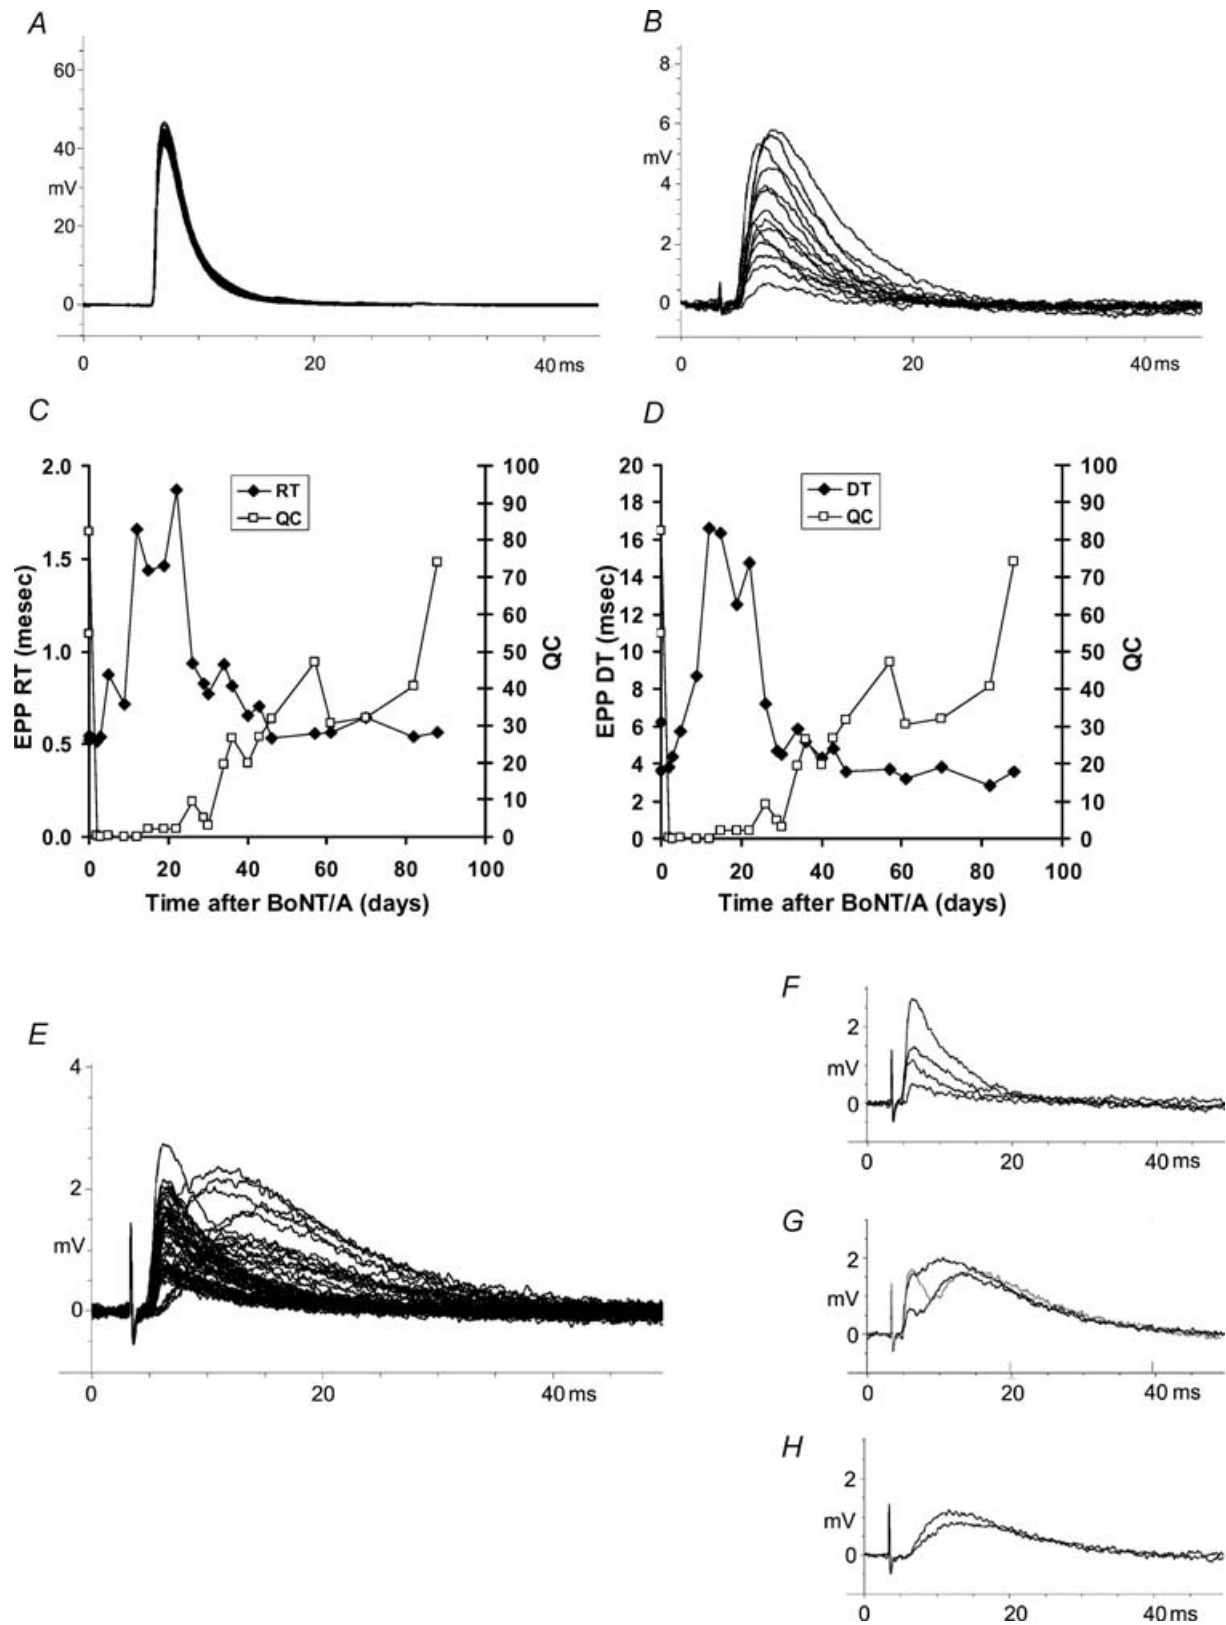 A
B
60
40
mV
20
0
0 20 40 ms
8
6
mV
4
2
0
0 20 40 ms
C
D
2.0
1.5
1.0
0.5
0.0
EPP RT (mesec)
RT
QC
100
90
80
70
60
50
40
30
20
10
0
QC
0 20 40 60 80 100
Time after BoNT/A (days)
20
18
16
14
12
10
8
6
4
2
0
EPP DT (msec)
DT
QC
100
90
80
70
60
50
40
30
20
10
0
QC
0 20 40 60 80 100
Time after BoNT/A (days)
E
4
2
mV
0
0 20 40 ms
F
2
mV
0
0 20 40 ms
G
2
mV
0
0 20 40 ms
H
2
mV
0
0 20 40 ms